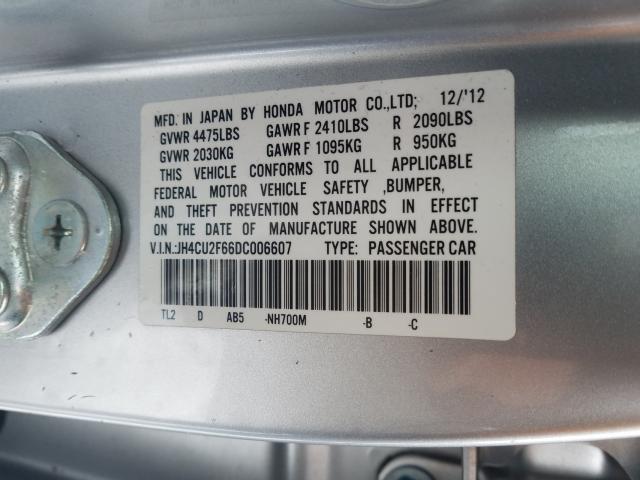 MFD. IN JAPAN BY HONDA MOTOR CO.,LTD; 12/'12
GVWR 4475LBS GAWR F 2410LBS R 2090LBS
GVWR 2030KG GAWR F 1095KG R 950KG
THIS VEHICLE CONFORMS TO ALL APPLICABLE
FEDERAL MOTOR VEHICLE SAFETY ,BUMPER,
AND THEFT PREVENTION STANDARDS IN EFFECT
ON THE DATE OF MANUFACTURE SHOWN ABOVE.
V.I.N.:JH4CU2F66DC006607 TYPE: PASSENGER CAR
TL2 D AB5 -NH700M -B -C